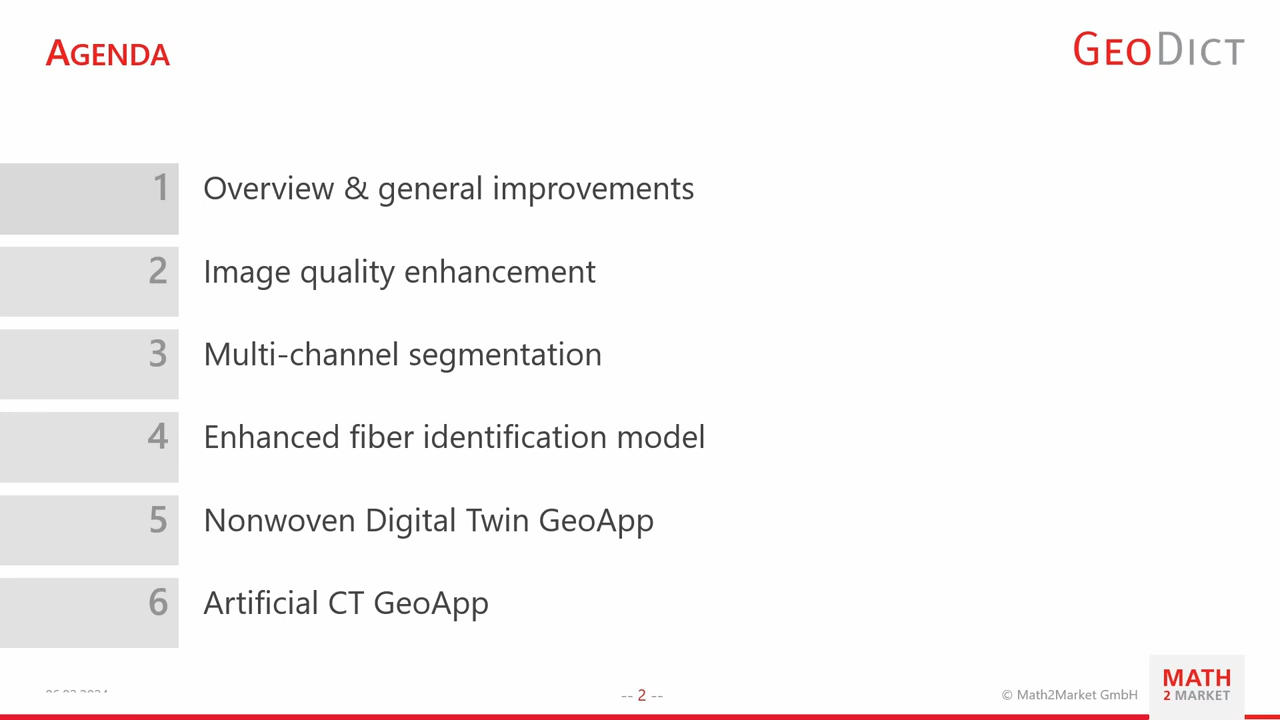 AGENDA
GEODICT
1 Overview & general improvements
2 Image quality enhancement
3 Multi-channel segmentation
4 Enhanced fiber identification model
5 Nonwoven Digital Twin GeoApp
6 Artificial CT GeoApp
-- 2 --
© Math2Market GmbH
MATH
2 MARKET